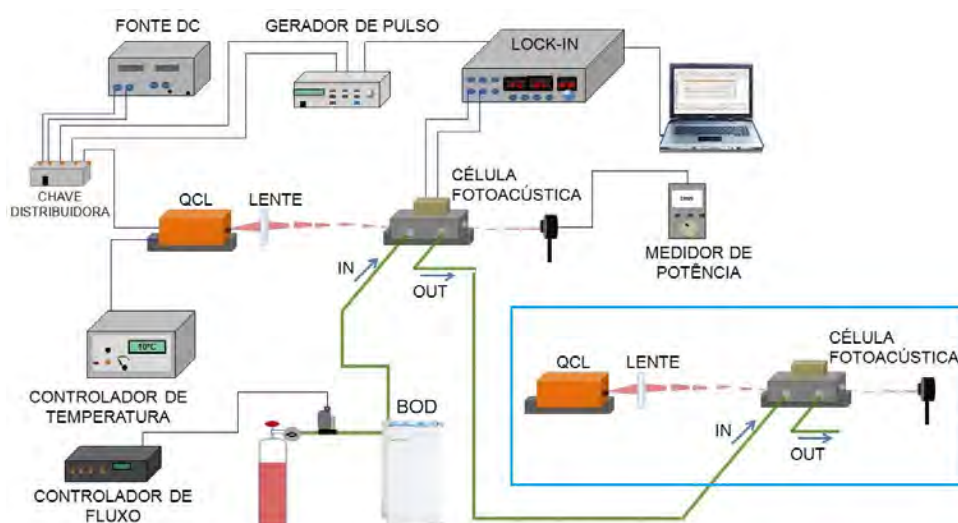 FONTE DC
GERADOR DE PULSO
LOCK-IN
CHAVE
DISTRIBUIDORA
QCL
LENTE
CÉLULA
FOTOACÚSTICA
MEDIDOR DE
POTÊNCIA
IN
OUT
10°C
CONTROLADOR DE
TEMPERATURA
BOD
CONTROLADOR DE
FLUXO
QCL
LENTE
CÉLULA
FOTOACÚSTICA
IN
OUT